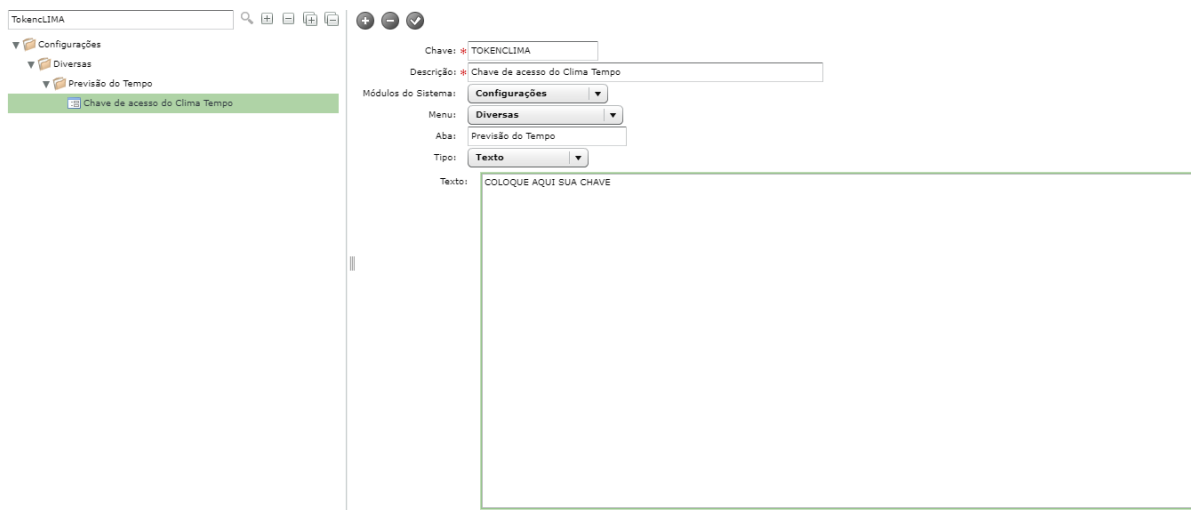 TokencLIMA
Configurações
Diversas
Previsão do Tempo
Chave de acesso do Clima Tempo
Chave: * TOKENCLIMA
Descrição: * Chave de acesso do Clima Tempo
Módulos do Sistema: Configurações
Menu: Diversas
Aba: Previsão do Tempo
Tipo: Texto
Texto: COLOQUE AQUI SUA CHAVE